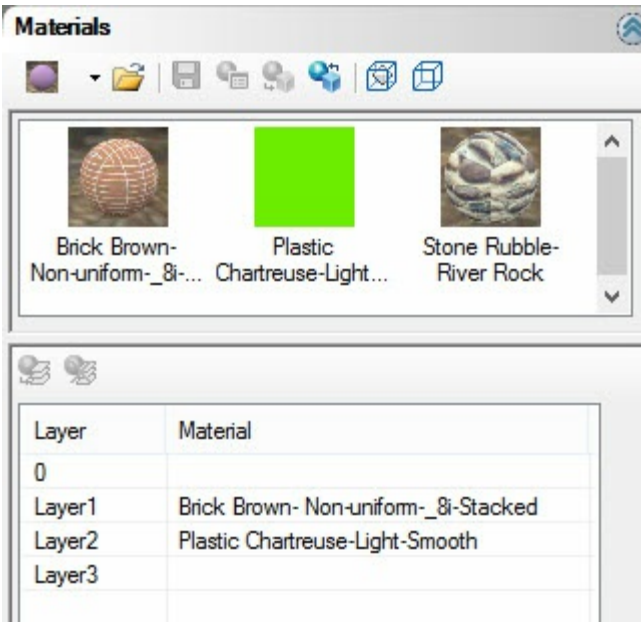 Materials
Brick Brown-
Non-uniform-_8i-...
Plastic
Chartreuse-Light...
Stone Rubble-
River Rock
Layer Material
0
Layer1 Brick Brown- Non-uniform-_8i-Stacked
Layer2 Plastic Chartreuse-Light-Smooth
Layer3